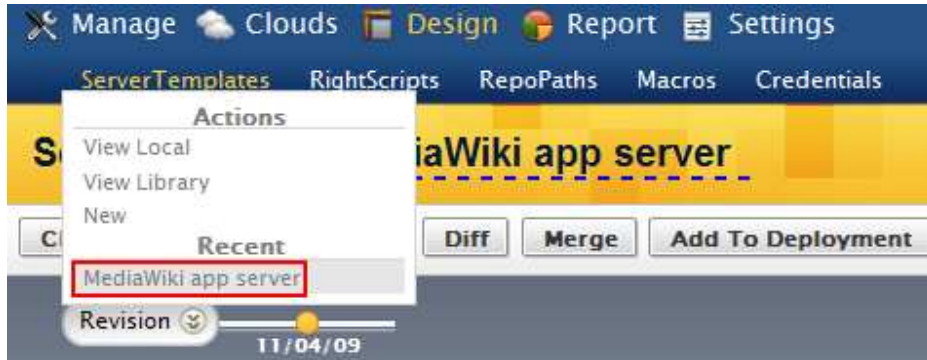 Manage Clouds Design Report Settings
ServerTemplates RightScripts RepoPaths Macros Credentials
Actions
View Local
View Library
New
Recent
MediaWiki app server
S iaWiki app server
Cl Diff Merge Add To Deployment
Revision
11/04/09